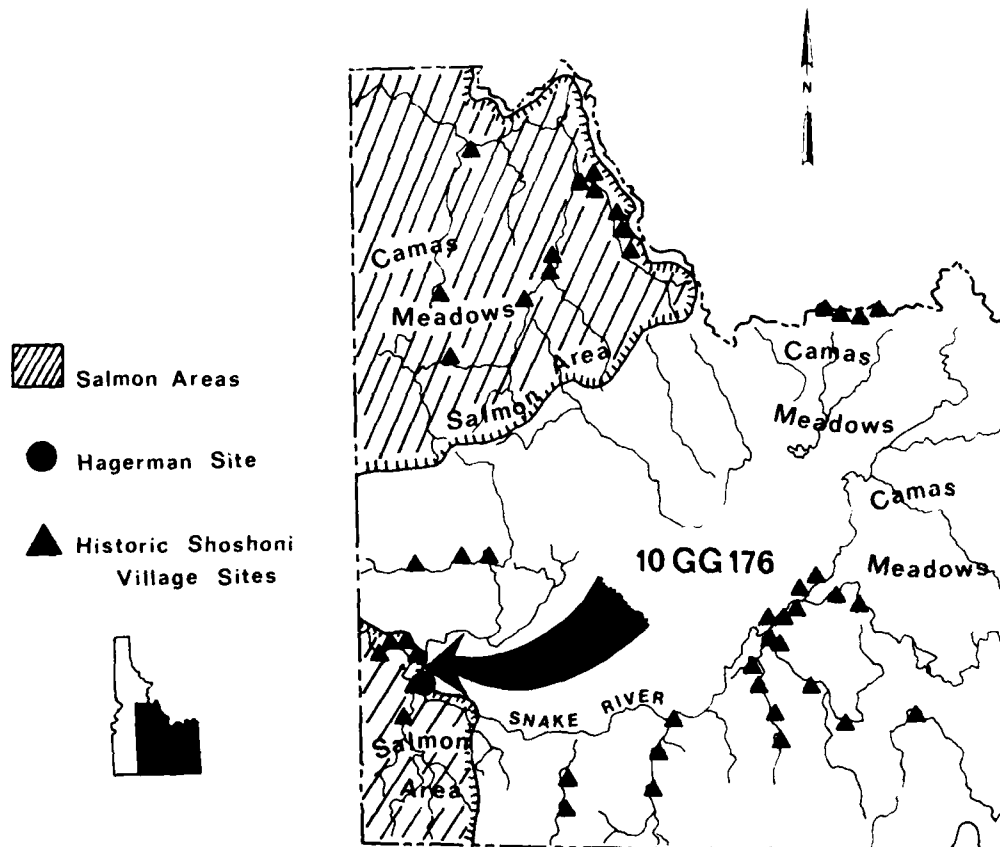 N
Camas
Meadows
Salmon Area
Camas
Meadows
Camas
Meadows
Salmon Areas
Hagerman Site
Historic Shoshoni
Village Sites
10 GG 176
SNAKE RIVER
Salmon
Area